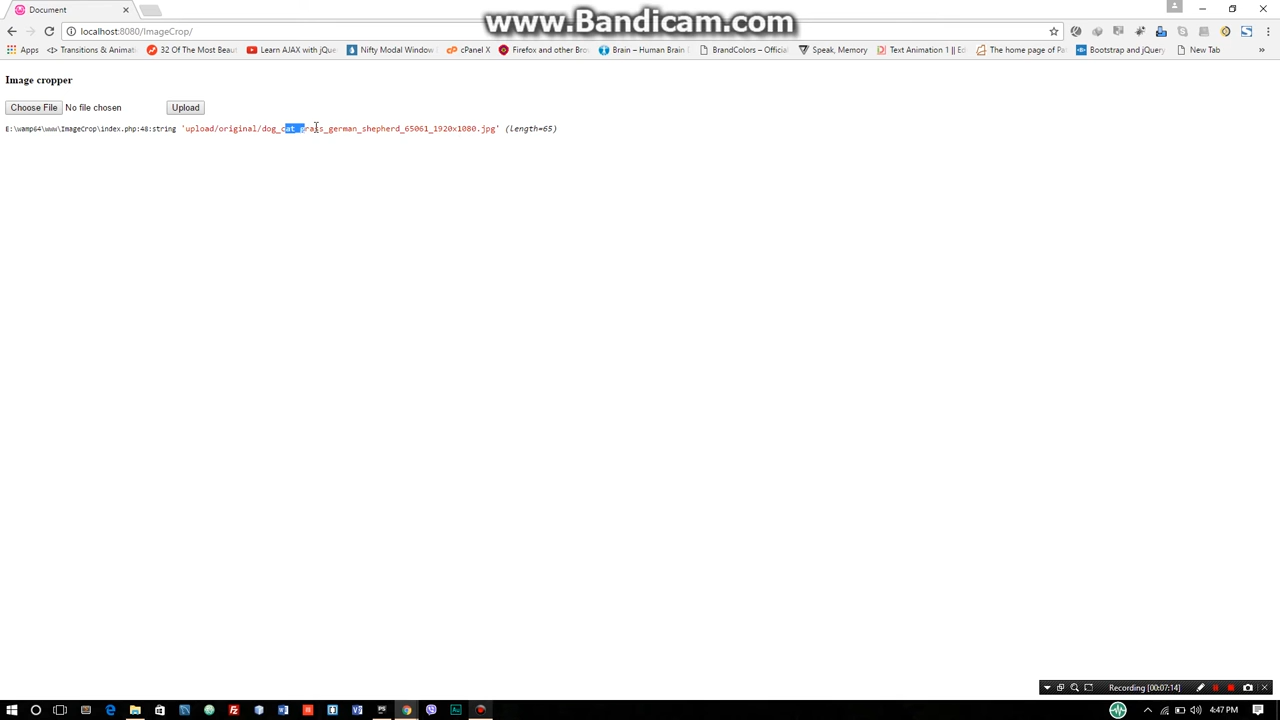 Document
www.Bandicam.com
localhost:8080/ImageCrop/
Apps
Transitions & Animati
32 Of The Most Beau
Learn AJAX with jQue
Nifty Modal Window
cPanel X
Firefox and other Bro
Brain – Human Brain
BrandColors – Official
Speak, Memory
Text Animation 1 || Ed
The home page of Pa
Bootstrap and jQuery
New Tab
Image cropper
Choose File No file chosen Upload
E:\wamp64\www\ImageCrop\index.php:48:string 'upload/original/dog_cat_grass_german_shepherd_65061_1920x1080.jpg' (length=65)
Recording [00:07:14]
4:47 PM